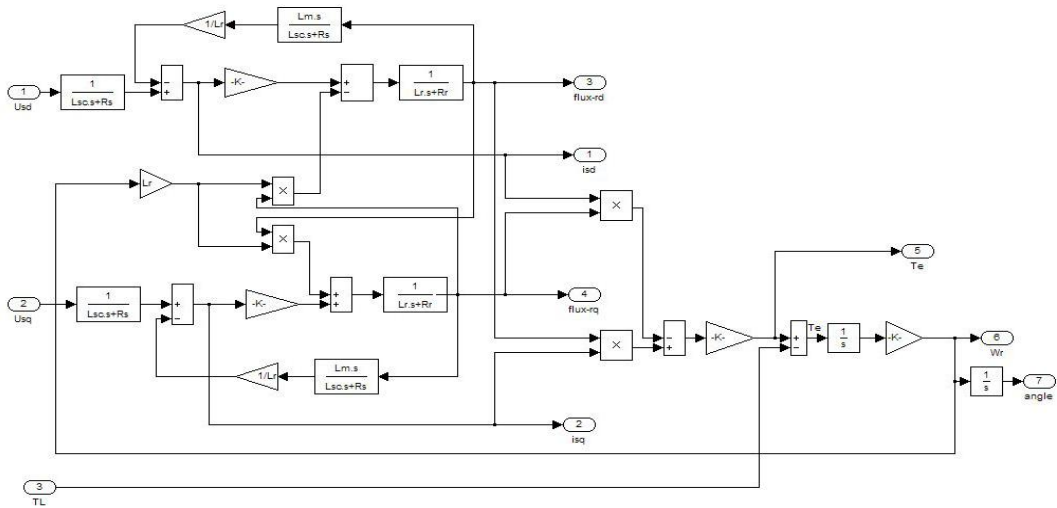 1/Lr
Lm.s
Lsc.s+Rs
1
Usd
1
Lsc.s+Rs
−
+
-K-
+
−
1
Lr.s+Rr
3
flux-rd
1
isd
Lr
×
×
×
5
Te
2
Usq
1
Lsc.s+Rs
+
−
-K-
+
+
1
Lr.s+Rr
4
flux-rq
×
−
+
-K-
+
−
Te
1
s
-K-
6
Wr
1/Lr
Lm.s
Lsc.s+Rs
1
s
7
angle
2
isq
3
TL